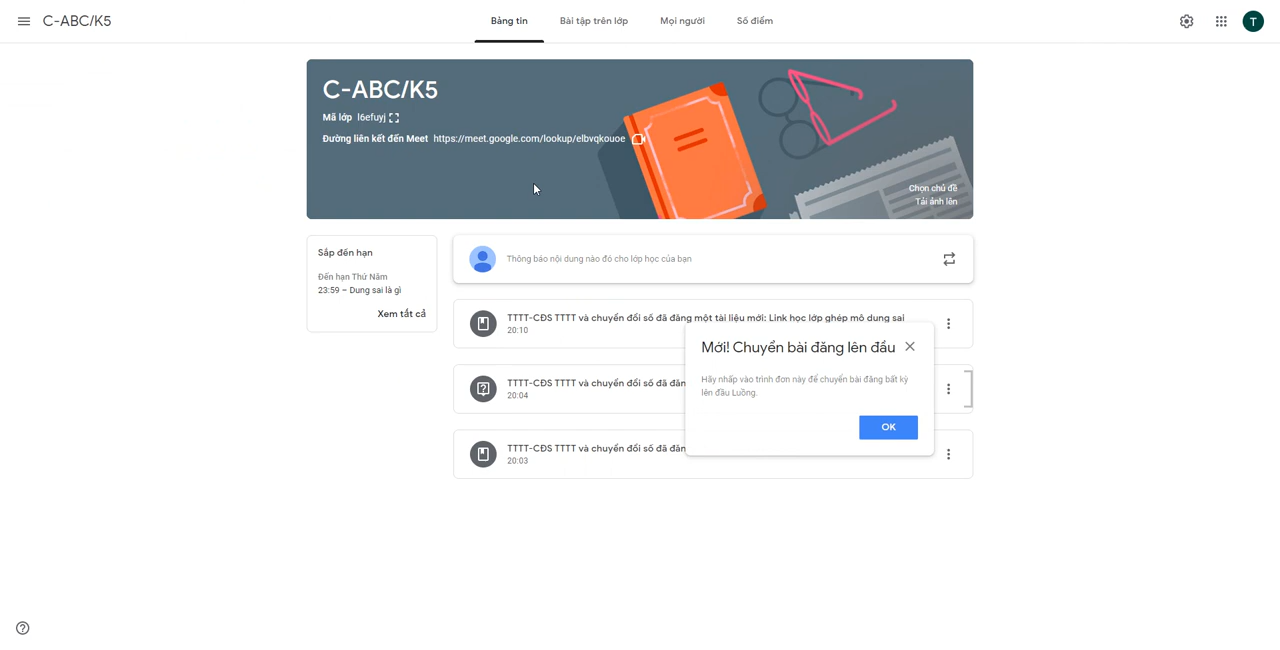 C-ABC/K5
Bảng tin
Bài tập trên lớp
Mọi người
Số điểm
T
C-ABC/K5
Mã lớp l6efuyj
Đường liên kết đến Meet https://meet.google.com/lookup/elbvqkouoe
Chọn chủ đề
Tải ảnh lên
Sắp đến hạn
Đến hạn Thứ Năm
23:59 – Dung sai là gì
Xem tất cả
Thông báo nội dung nào đó cho lớp học của bạn
TTTT-CĐS TTTT và chuyển đổi số đã đăng một tài liệu mới: Link học lớp ghép mô dung sai
20:10
TTTT-CĐS TTTT và chuyển đổi số đã đăn
20:04
TTTT-CĐS TTTT và chuyển đổi số đã đăn
20:03
Mới! Chuyển bài đăng lên đầu
Hãy nhấp vào trình đơn này để chuyển bài đăng bất kỳ
lên đầu Luồng.
OK